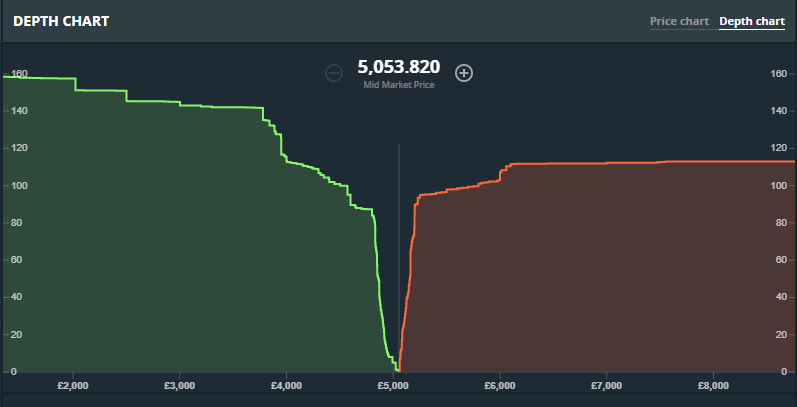 DEPTH CHART
Price chart Depth chart
5,053.820
Mid Market Price
160 160
140 140
120 120
100 100
80 80
60 60
40 40
20 20
0 0
£2,000 £3,000 £4,000 £5,000 £6,000 £7,000 £8,000